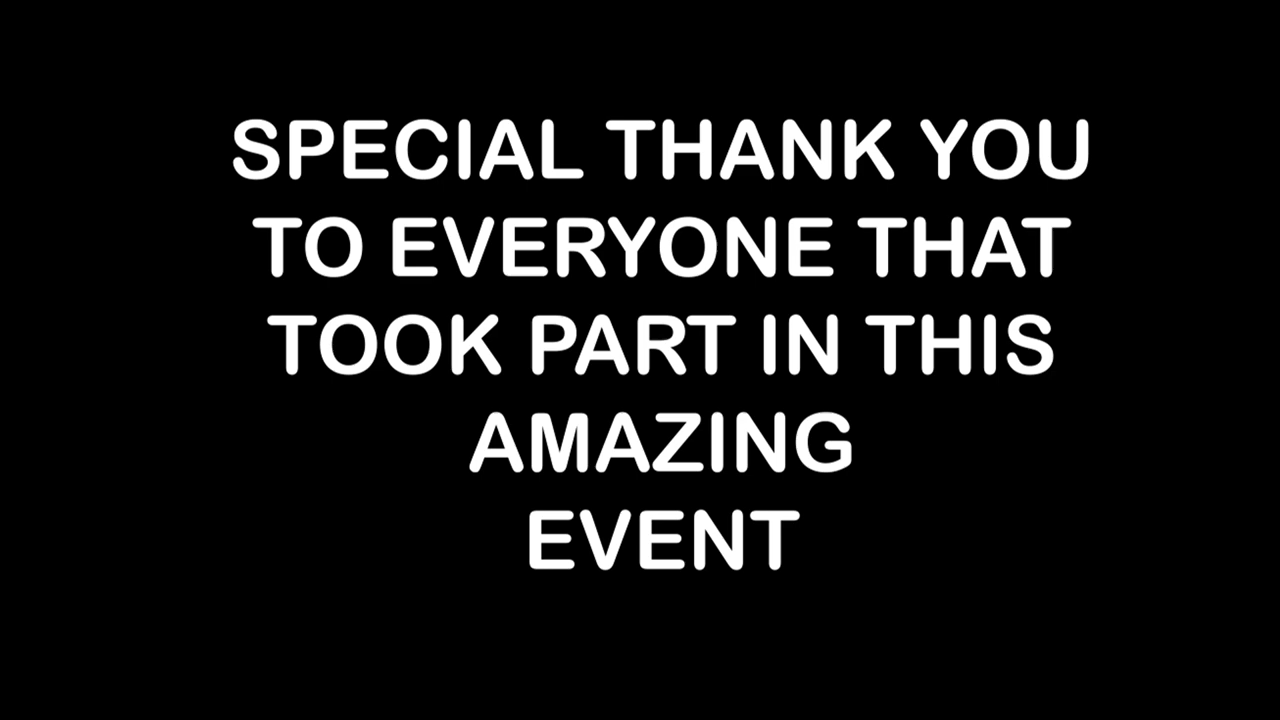 SPECIAL THANK YOU
TO EVERYONE THAT
TOOK PART IN THIS
AMAZING
EVENT